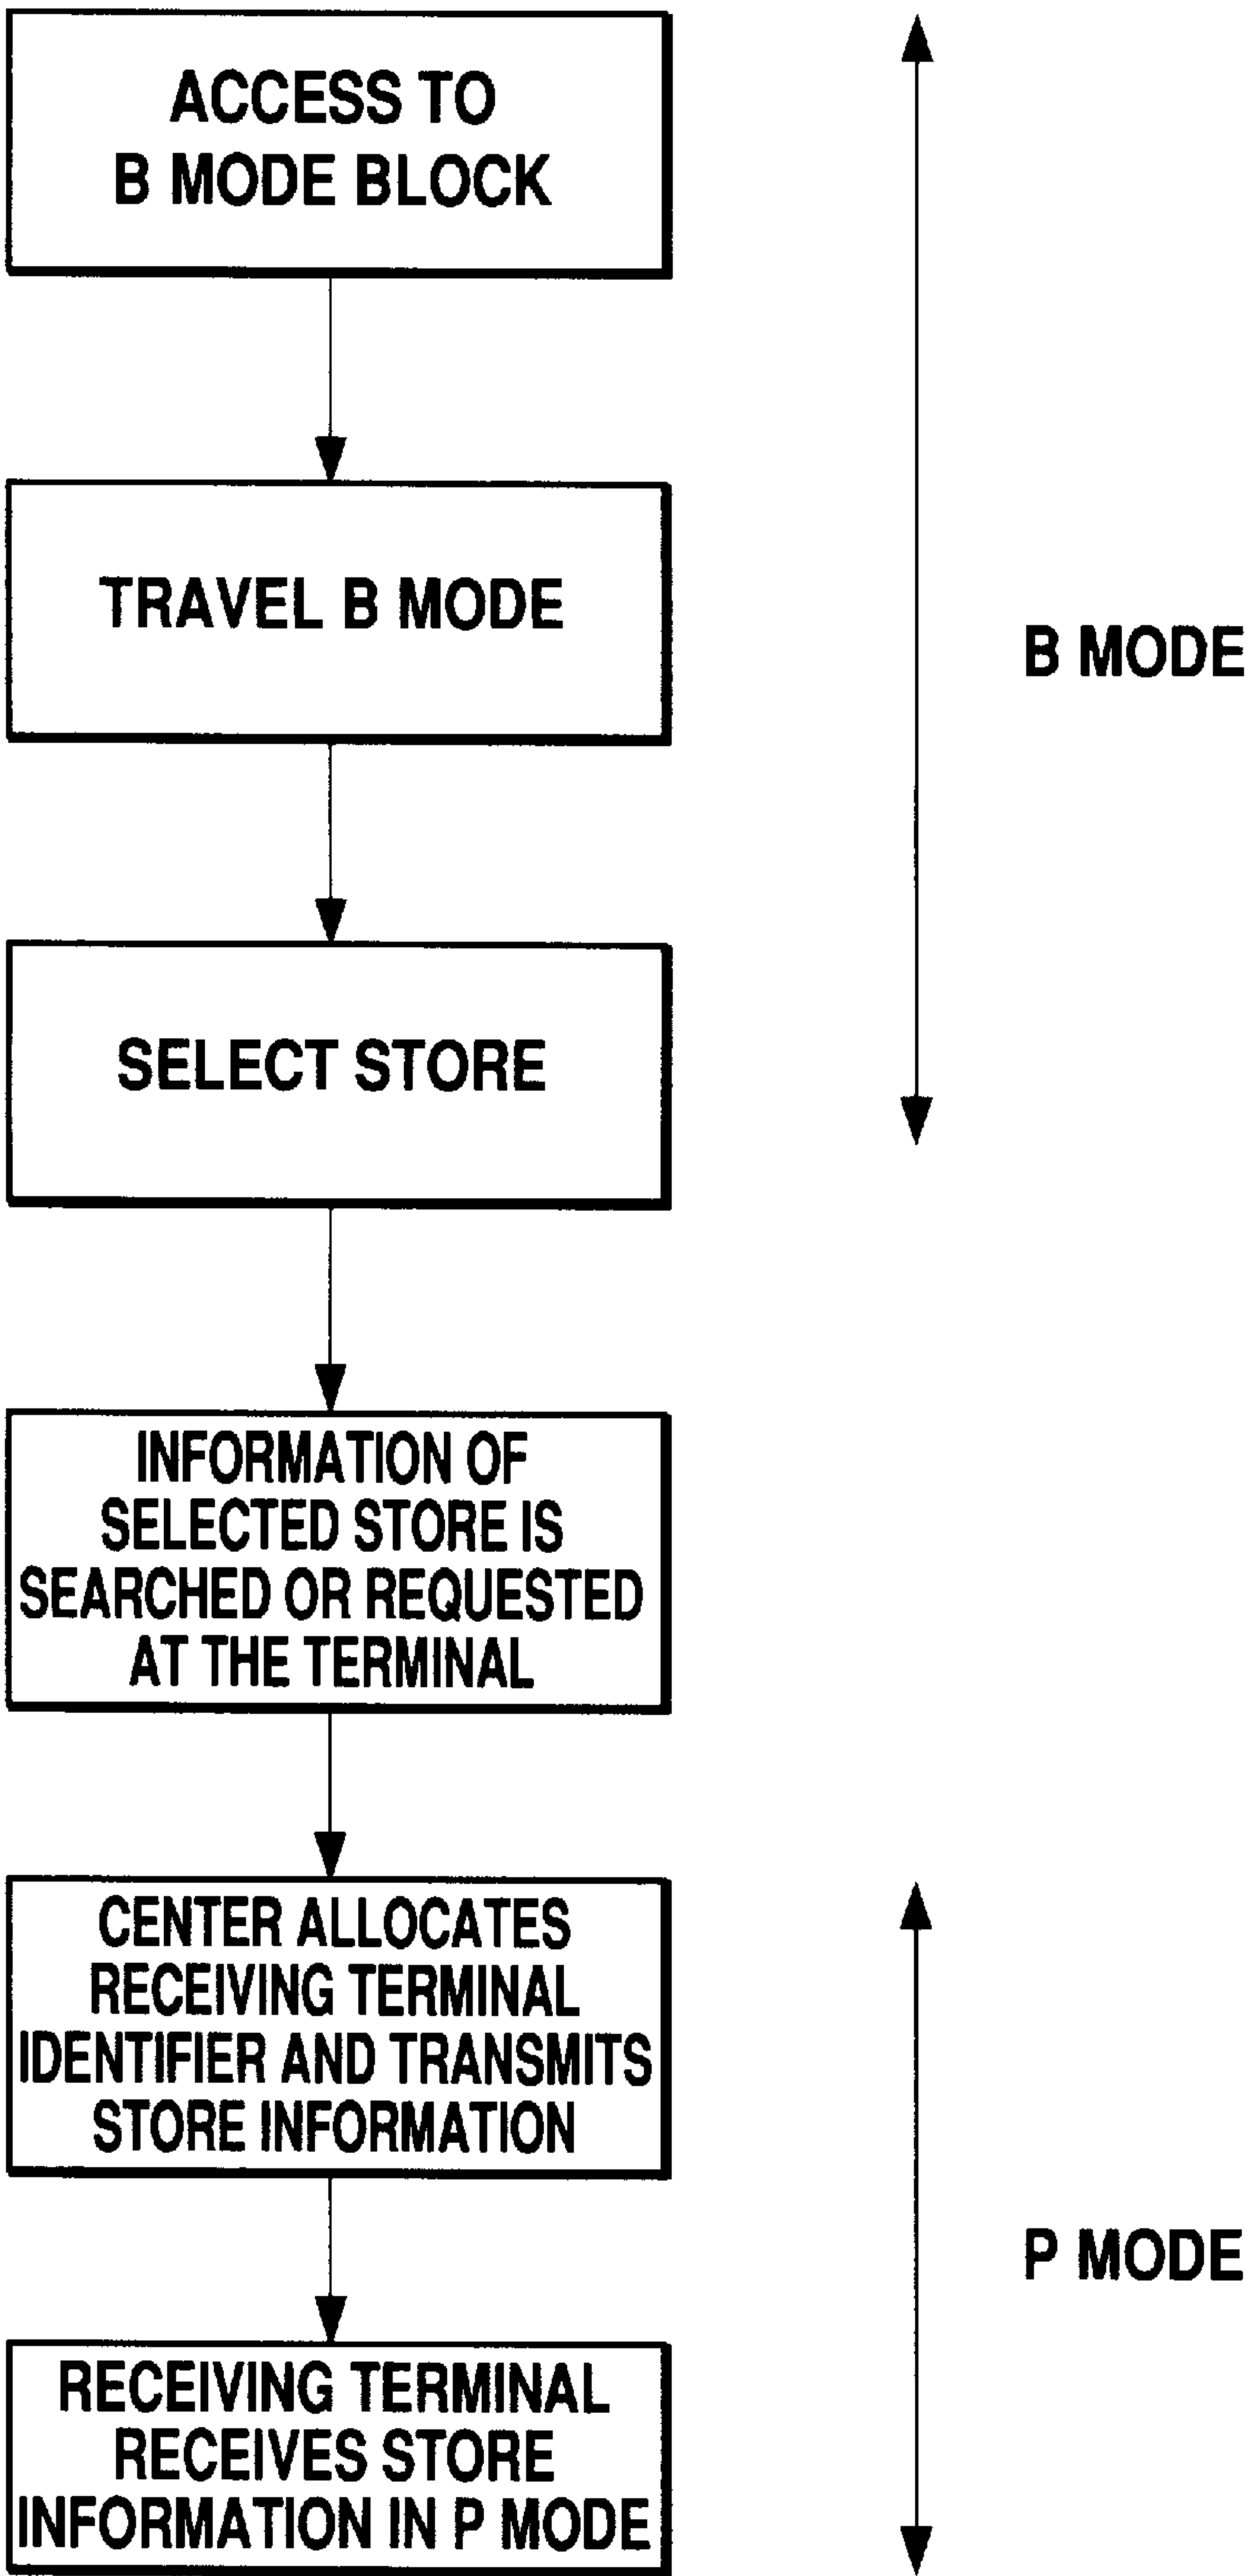 ACCESS TO
B MODE BLOCK
TRAVEL B MODE
B MODE
SELECT STORE
INFORMATION OF
SELECTED STORE IS
SEARCHED OR REQUESTED
AT THE TERMINAL
CENTER ALLOCATES
RECEIVING TERMINAL
IDENTIFIER AND TRANSMITS
STORE INFORMATION
P MODE
RECEIVING TERMINAL
RECEIVES STORE
INFORMATION IN P MODE